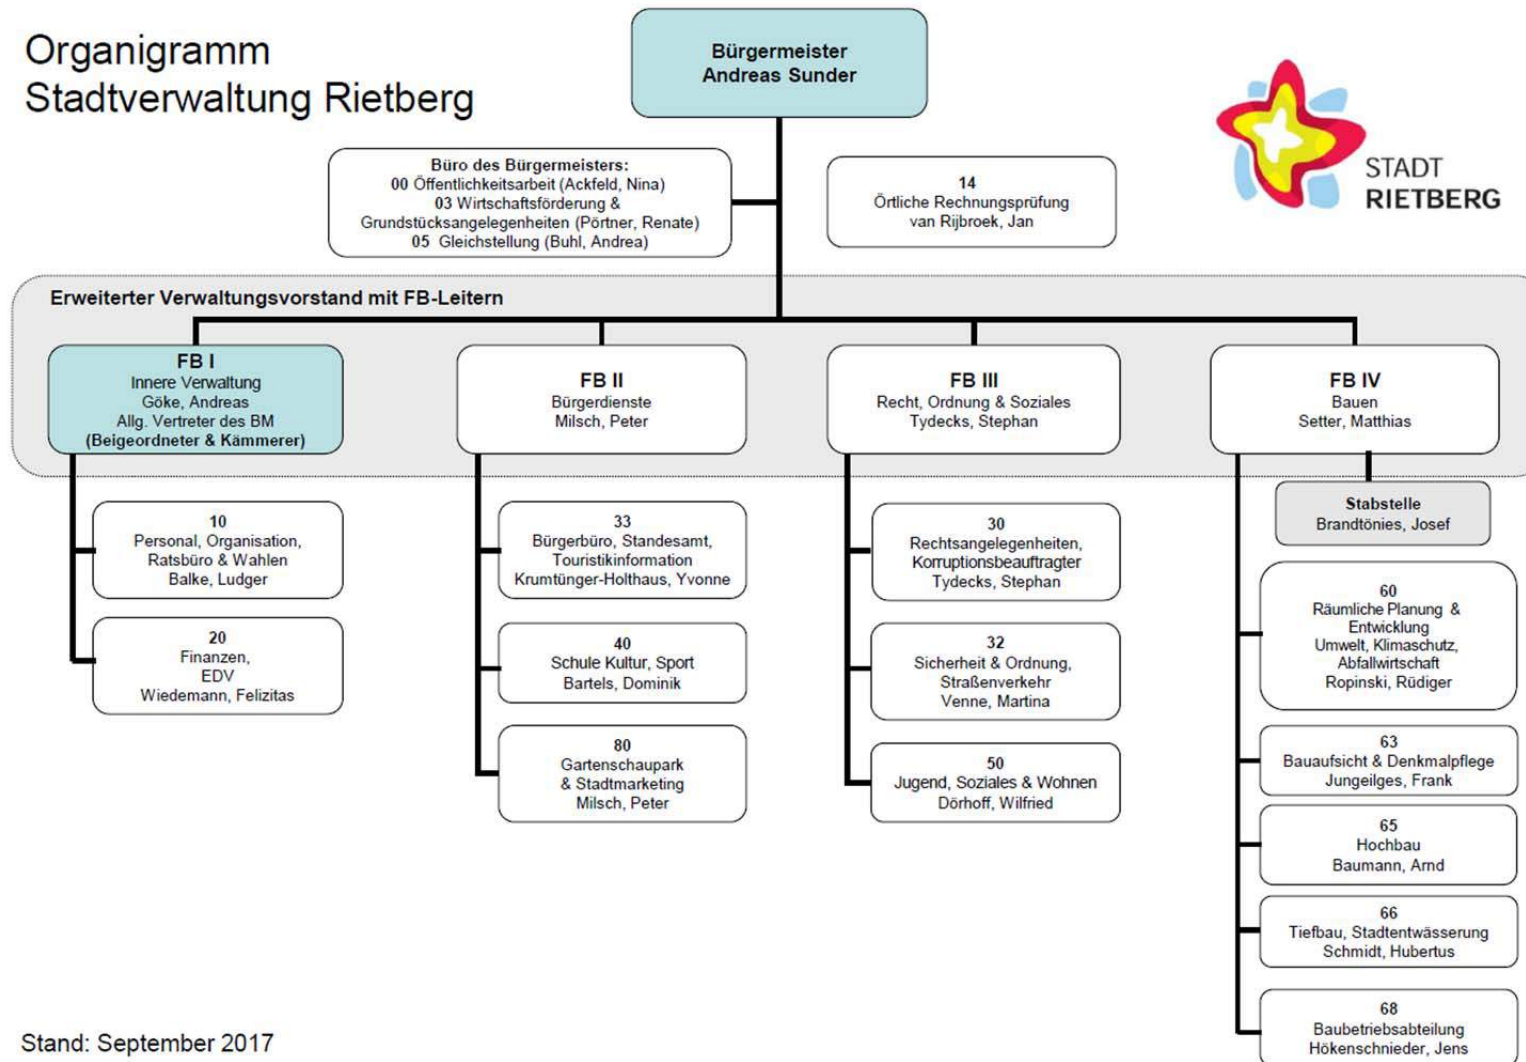 Organigramm
Stadtverwaltung Rietberg
Bürgermeister
Andreas Sunder
STADT
RIETBERG
Büro des Bürgermeisters:
00 Öffentlichkeitsarbeit (Ackfeld, Nina)
03 Wirtschaftsförderung &
Grundstücksangelegenheiten (Pörtner, Renate)
05 Gleichstellung (Buhl, Andrea)
14
Örtliche Rechnungsprüfung
van Rijbroek, Jan
Erweiterter Verwaltungsvorstand mit FB-Leitern
FB I
Innere Verwaltung
Göke, Andreas
Allg. Vertreter des BM
(Beigeordneter & Kämmerer)
10
Personal, Organisation,
Ratsbüro & Wahlen
Balke, Ludger
20
Finanzen,
EDV
Wiedemann, Felizitas
FB II
Bürgerdienste
Milsch, Peter
33
Bürgerbüro, Standesamt,
Touristikinformation
Krumtünger-Holthaus, Yvonne
40
Schule Kultur, Sport
Bartels, Dominik
80
Gartenschaupark
& Stadtmarketing
Milsch, Peter
FB III
Recht, Ordnung & Soziales
Tydecks, Stephan
30
Rechtsangelegenheiten,
Korruptionsbeauftragter
Tydecks, Stephan
32
Sicherheit & Ordnung,
Straßenverkehr
Venne, Martina
50
Jugend, Soziales & Wohnen
Dörhoff, Wilfried
FB IV
Bauen
Setter, Matthias
Stabstelle
Brandtönies, Josef
60
Räumliche Planung &
Entwicklung
Umwelt, Klimaschutz,
Abfallwirtschaft
Ropinski, Rüdiger
63
Bauaufsicht & Denkmalpflege
Jungeilges, Frank
65
Hochbau
Baumann, Arnd
66
Tiefbau, Stadtentwässerung
Schmidt, Hubertus
68
Baubetriebsabteilung
Hökenschnieder, Jens
Stand: September 2017